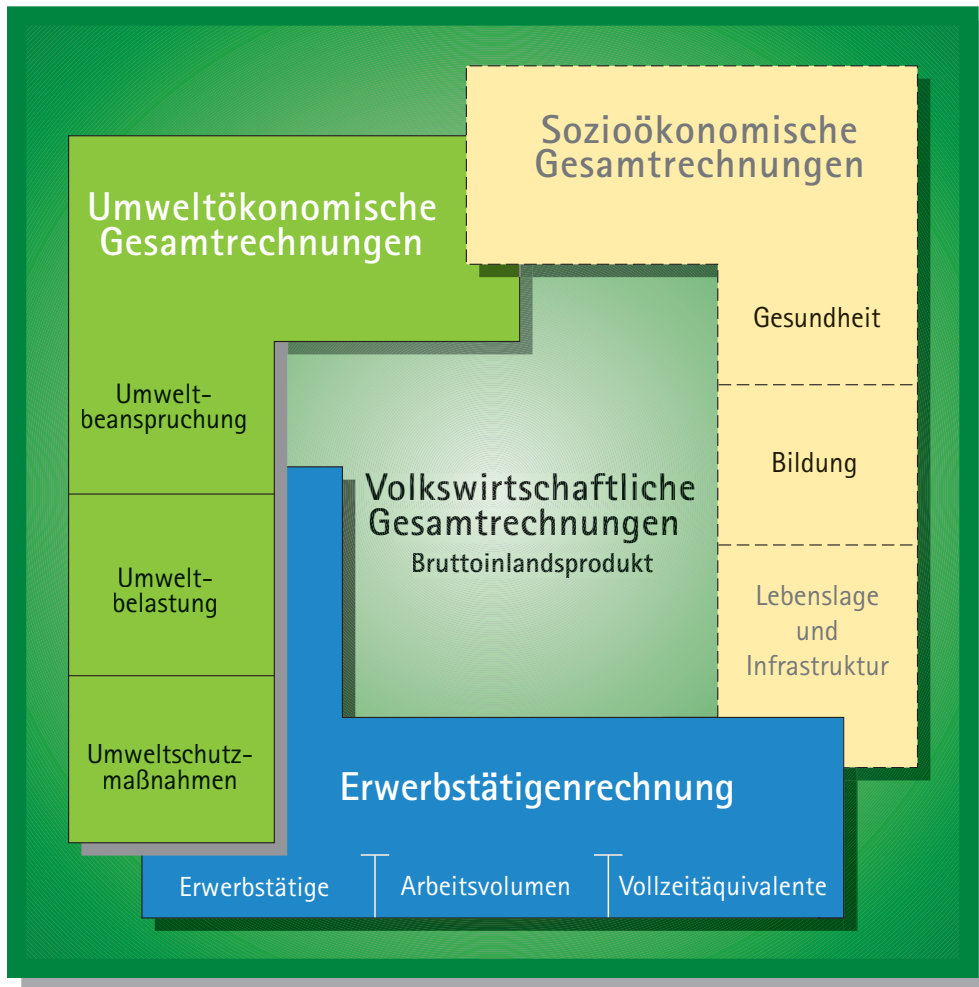 Sozioökonomische
Gesamtrechnungen
Umweltökonomische
Gesamtrechnungen
Gesundheit
Umwelt-
beanspruchung
Bildung
Volkswirtschaftliche
Gesamtrechnungen
Bruttoinlandsprodukt
Umwelt-
belastung
Lebenslage
und
Infrastruktur
Umweltschutz-
maßnahmen
Erwerbstätigenrechnung
Erwerbstätige
Arbeitsvolumen
Vollzeitäquivalente